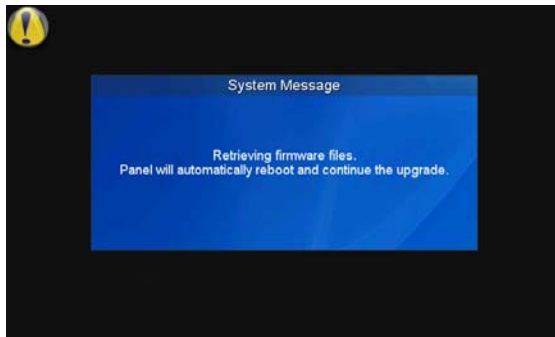 System Message
Retrieving firmware files.
Panel will automatically reboot and continue the upgrade.